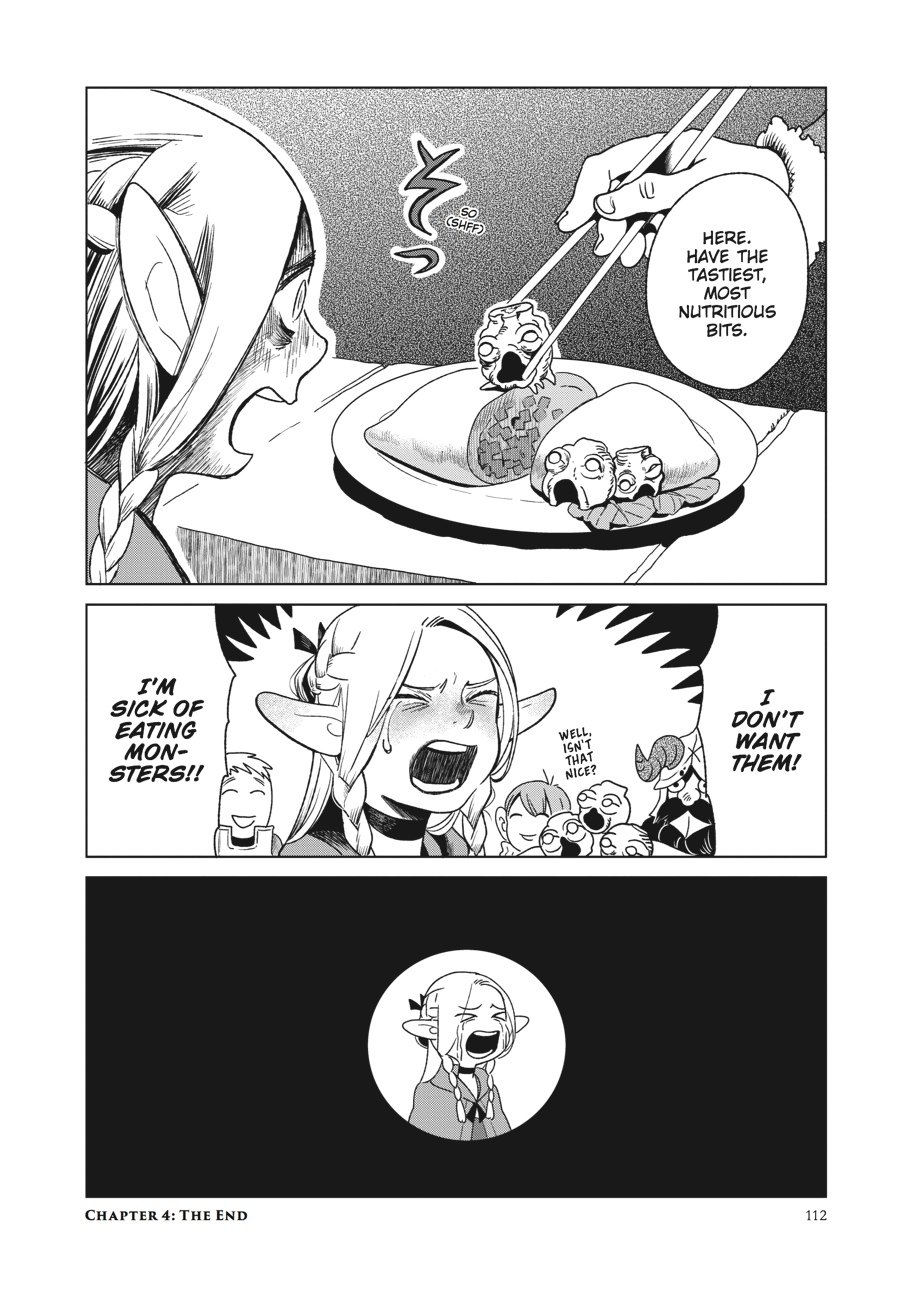 HERE.
HAVE THE
TASTIEST,
MOST
NUTRITIOUS
BITS.
そっ
SO
(SHFF)
I
DON'T
WANT
THEM!
WELL,
ISN'T
THAT
NICE?
I'M
SICK OF
EATING
MON-
STERS!!
CHAPTER 4: THE END
112